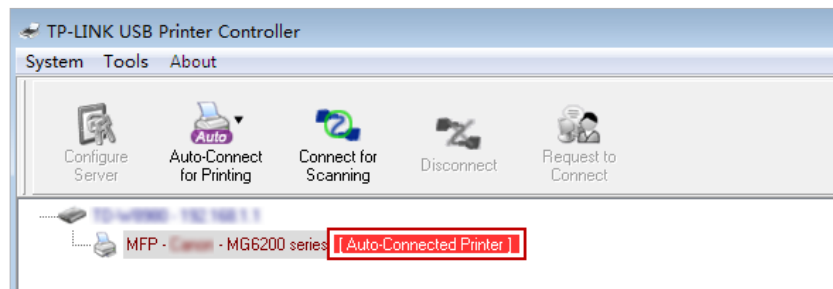 TP-LINK USB Printer Controller
System Tools About
Auto
Configure Server
Auto-Connect for Printing
Connect for Scanning
Disconnect
Request to Connect
MFP - - MG6200 series [ Auto-Connected Printer ]